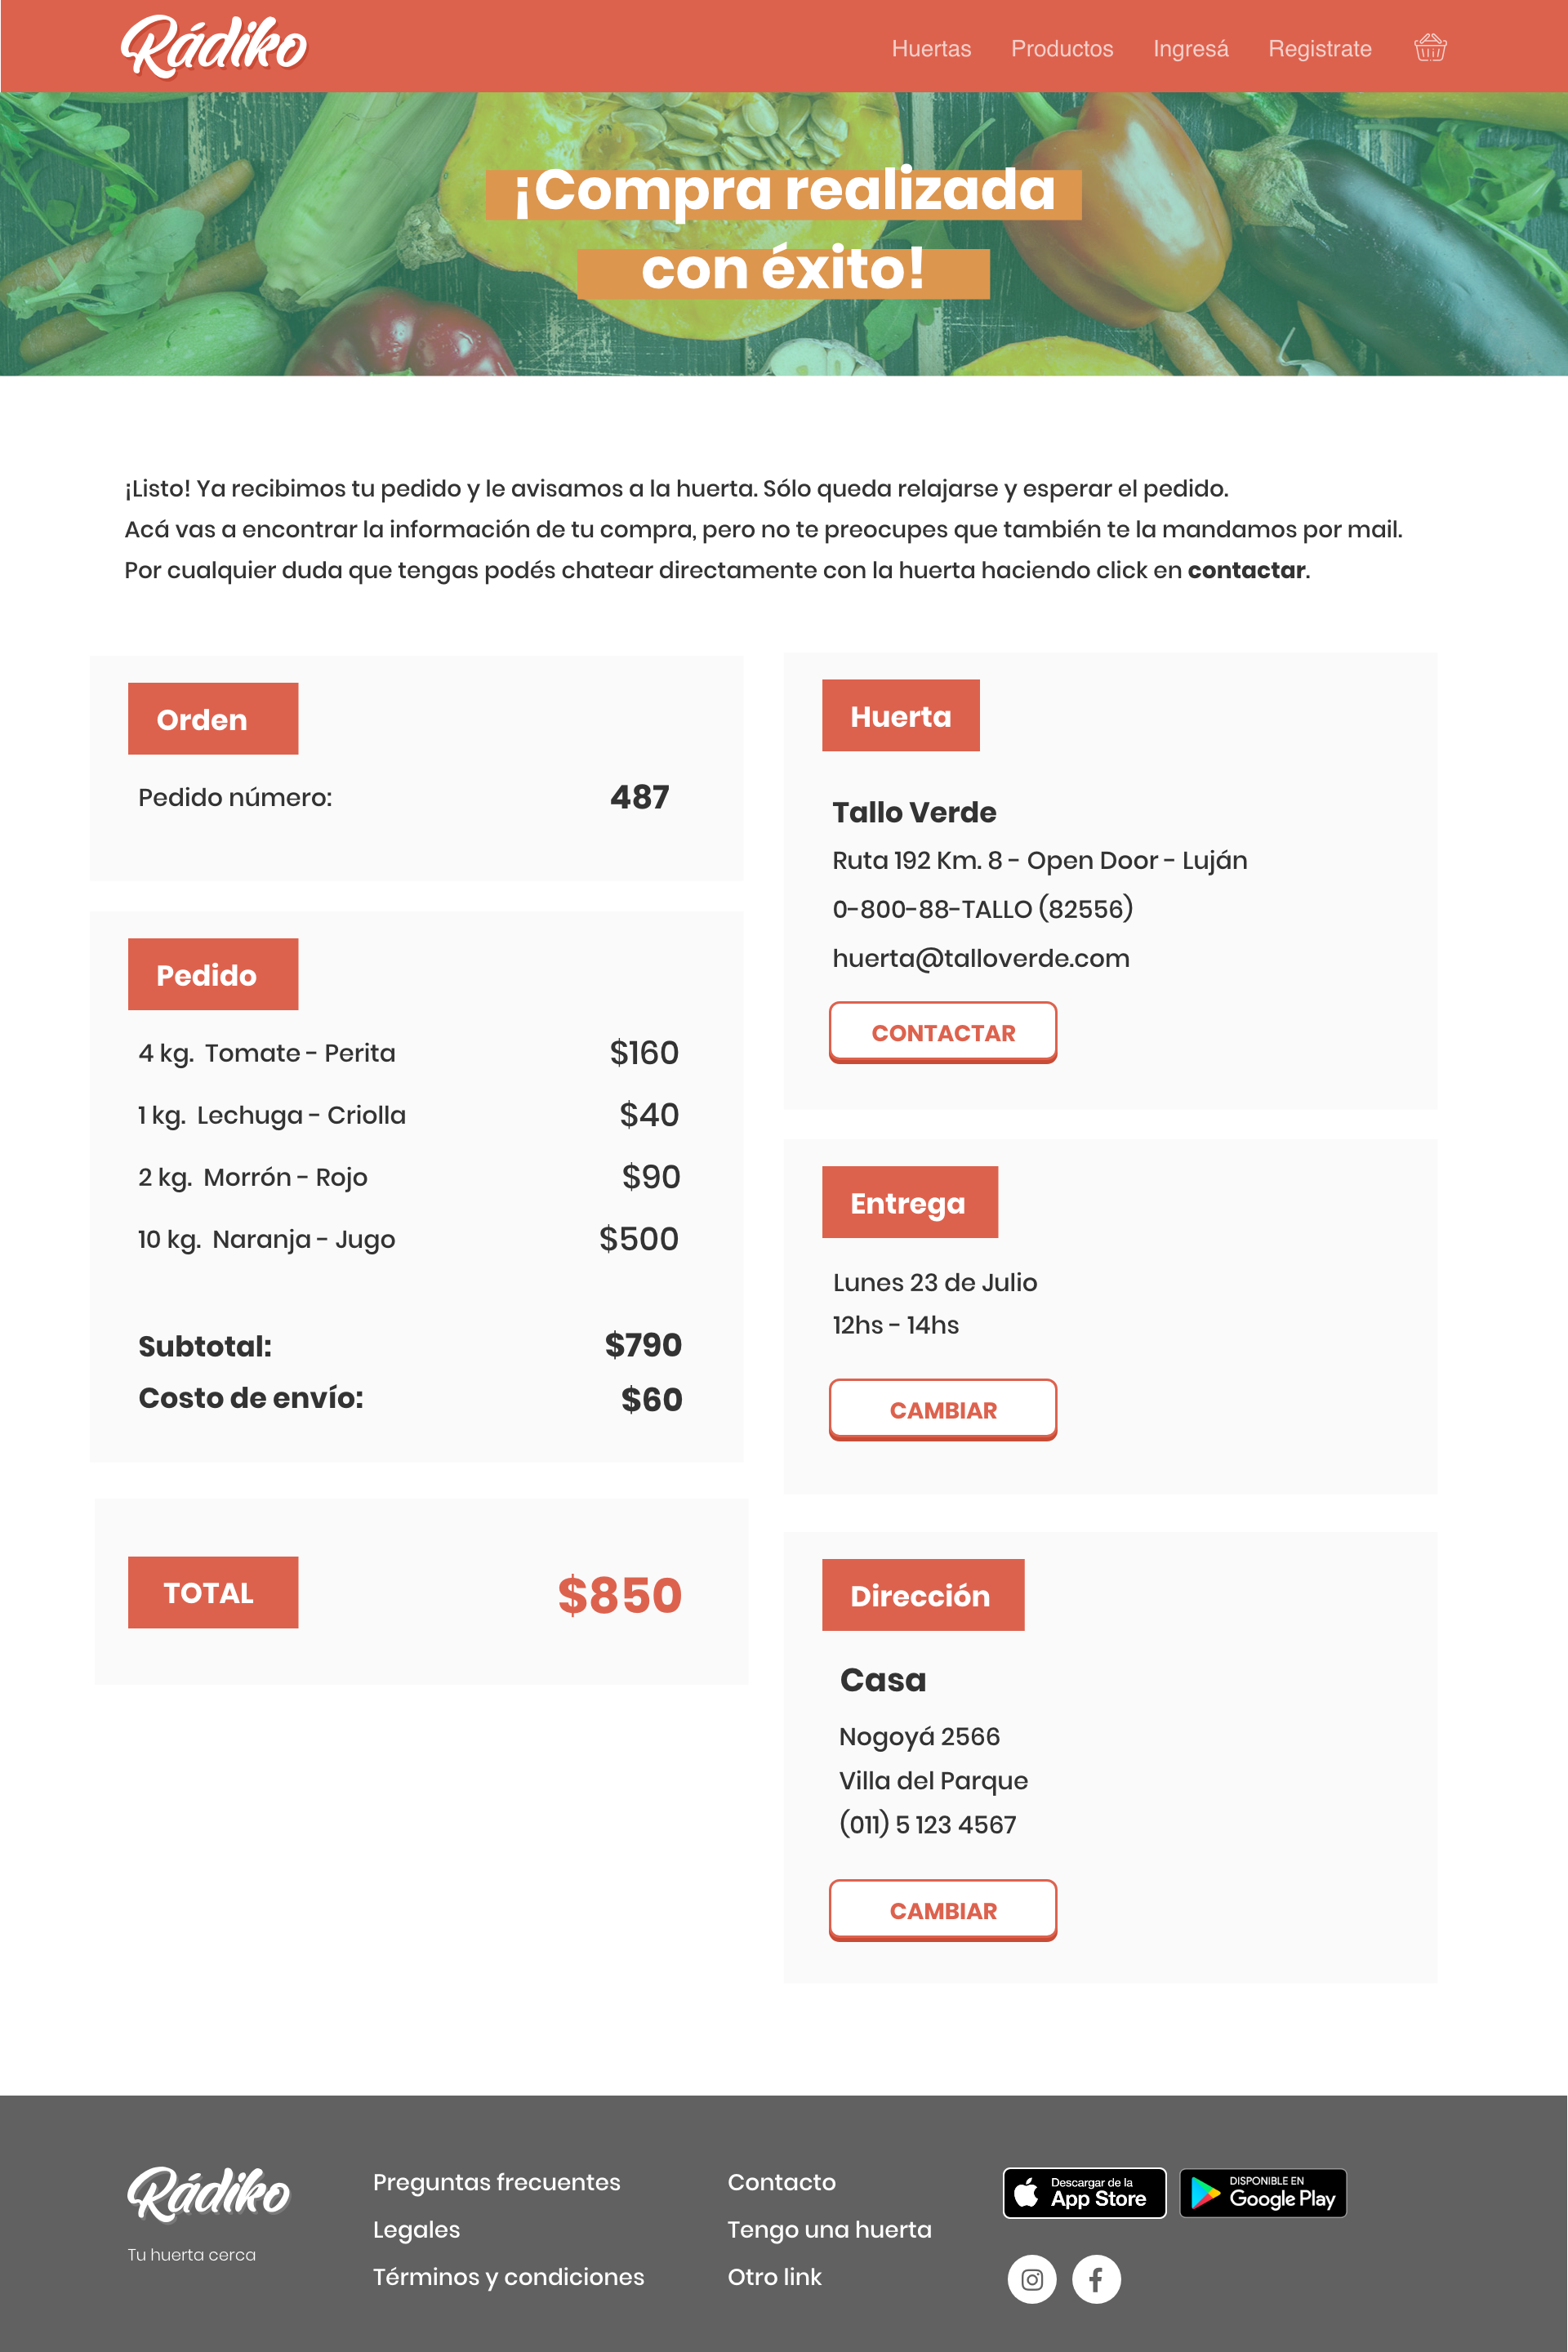 Rádiko
Huertas Productos Ingresá Registrate
¡Compra realizada
con éxito!
¡Listo! Ya recibimos tu pedido y le avisamos a la huerta. Sólo queda relajarse y esperar el pedido.
Acá vas a encontrar la información de tu compra, pero no te preocupes que también te la mandamos por mail.
Por cualquier duda que tengas podés chatear directamente con la huerta haciendo click en contactar.
Orden
Pedido número: 487
Pedido
4 kg. Tomate - Perita $160
1 kg. Lechuga - Criolla $40
2 kg. Morrón - Rojo $90
10 kg. Naranja - Jugo $500
Subtotal: $790
Costo de envío: $60
TOTAL $850
Huerta
Tallo Verde
Ruta 192 Km. 8 - Open Door - Luján
0-800-88-TALLO (82556)
huerta@talloverde.com
CONTACTAR
Entrega
Lunes 23 de Julio
12hs - 14hs
CAMBIAR
Dirección
Casa
Nogoyá 2566
Villa del Parque
(011) 5 123 4567
CAMBIAR
Rádiko
Tu huerta cerca
Preguntas frecuentes
Legales
Términos y condiciones
Contacto
Tengo una huerta
Otro link
Descargar de la
App Store
DISPONIBLE EN
Google Play